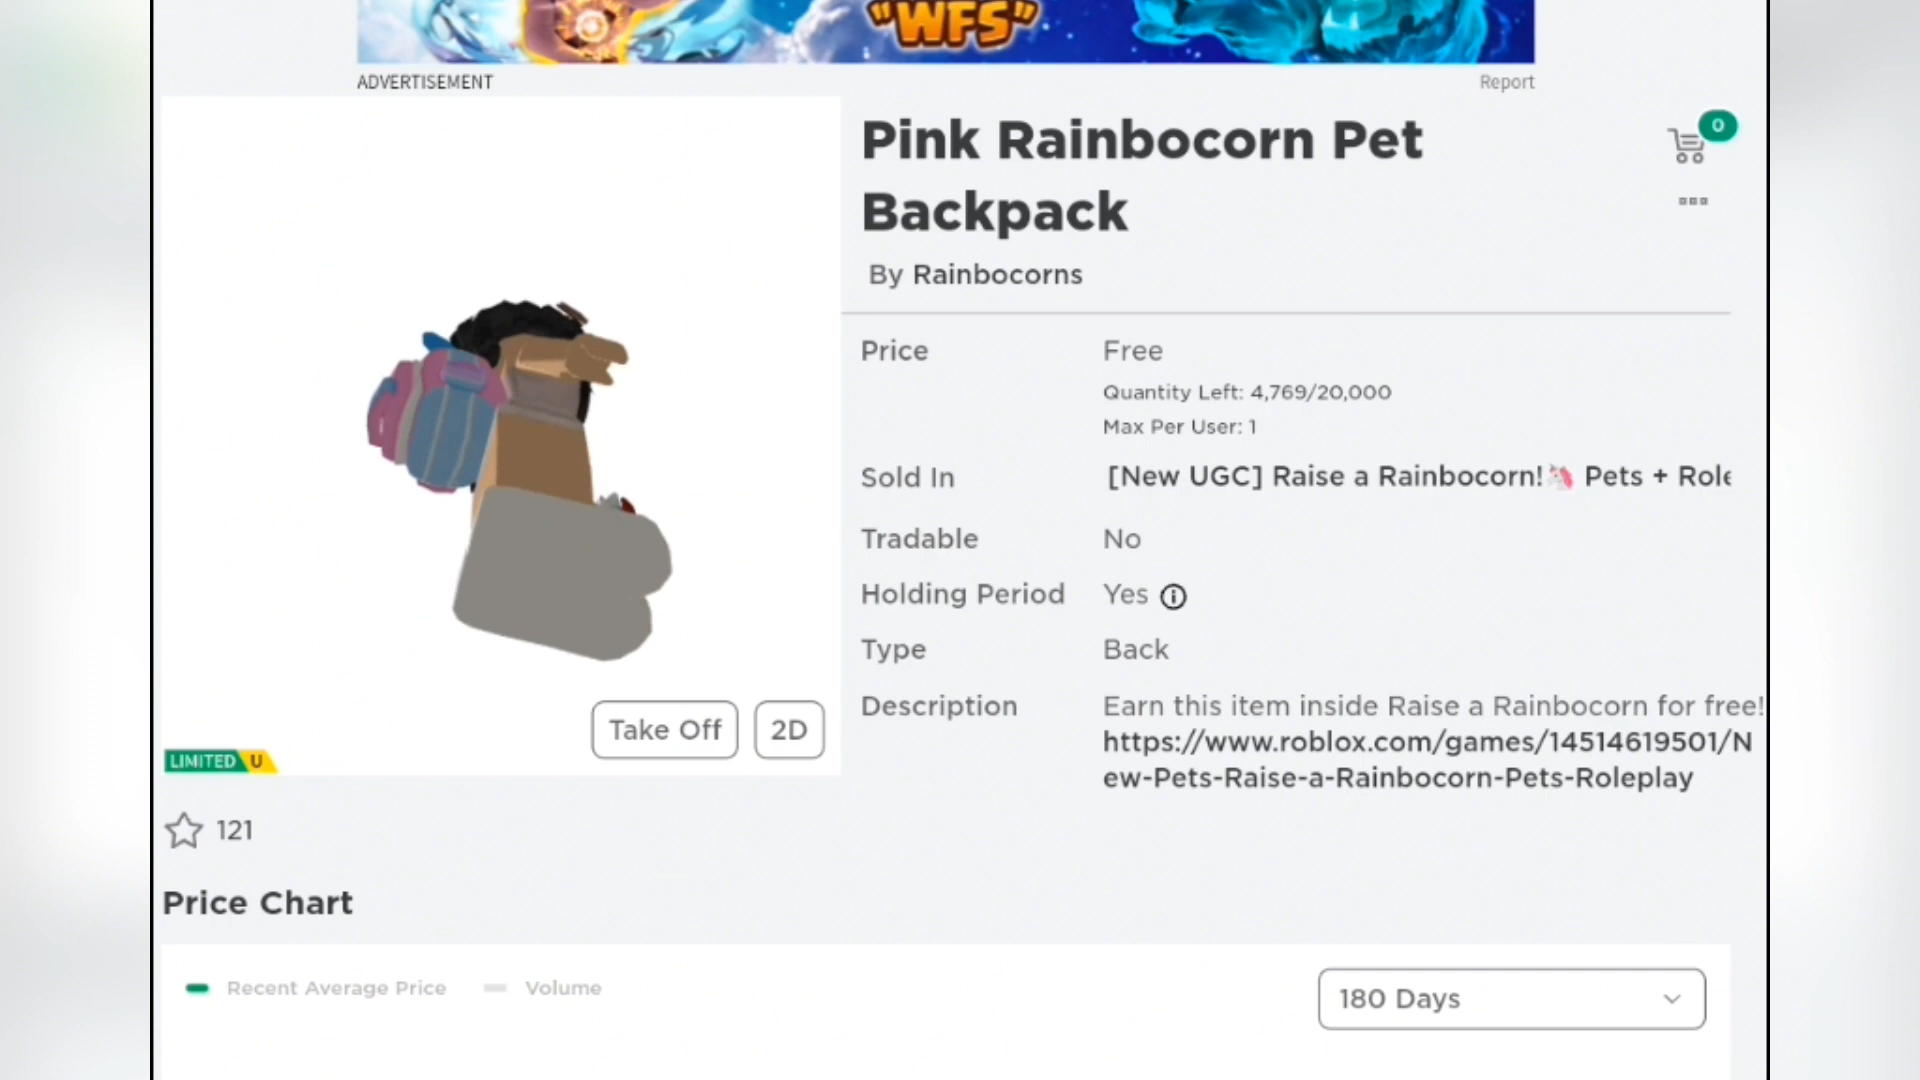 "WFS"
ADVERTISEMENT
Report
Pink Rainbocorn Pet
Backpack
0
By Rainbocorns
Price
Free
Quantity Left: 4,769/20,000
Max Per User: 1
Sold In
[New UGC] Raise a Rainbocorn!🦄 Pets + Role
Tradable
No
Holding Period
Yes
Type
Back
Description
Earn this item inside Raise a Rainbocorn for free!
https://www.roblox.com/games/14514619501/N
ew-Pets-Raise-a-Rainbocorn-Pets-Roleplay
Take Off
2D
LIMITED U
121
Price Chart
Recent Average Price
Volume
180 Days